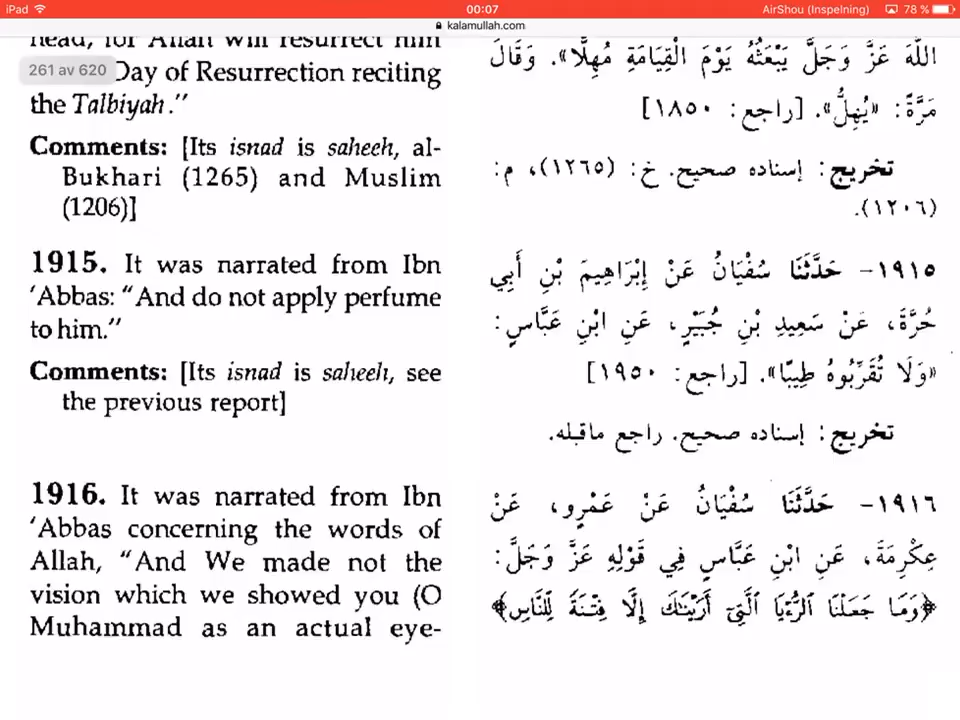 iPad 00:07 AirShou (Inspelning) 78 %
kalamullah.com
261 av 620
head, for Allah will resurrect him
Day of Resurrection reciting
the Talbiyah."
Comments: [Its isnad is saheeh, al-
Bukhari (1265) and Muslim
(1206)]
1915. It was narrated from Ibn
'Abbas: "And do not apply perfume
to him."
Comments: [Its isnad is saheeh, see
the previous report]
1916. It was narrated from Ibn
'Abbas concerning the words of
Allah, "And We made not the
vision which we showed you (O
Muhammad as an actual eye-
اللَّهَ عَزَّ وَجَلَّ يَبْعَثُهُ يَوْمَ الْقِيَامَةِ مُهِلًّا». وَقَالَ
مَرَّةً: «يُهِلُّ». [راجع: ١٨٥٠]
تخريج: إسناده صحيح. خ: (١٢٦٥)، م:
(١٢٠٦).
١٩١٥- حَدَّثَنَا سُفْيَانُ عَنْ إِبْرَاهِيمَ بْنِ أَبِي
حُرَّةَ، عَنْ سَعِيدِ بْنِ جُبَيْرٍ، عَنِ ابْنِ عَبَّاسٍ:
«وَلَا تُقَرِّبُوهُ طِيبًا». [راجع: ١٩٥٠]
تخريج: إسناده صحيح. راجع ماقبله.
١٩١٦- حَدَّثَنَا سُفْيَانُ عَنْ عَمْرٍو، عَنْ
عِكْرِمَةَ، عَنِ ابْنِ عَبَّاسٍ فِي قَوْلِهِ عَزَّ وَجَلَّ:
﴿وَمَا جَعَلْنَا الرُّءْيَا الَّتِي أَرَيْنَاكَ إِلَّا فِتْنَةً لِلنَّاسِ﴾